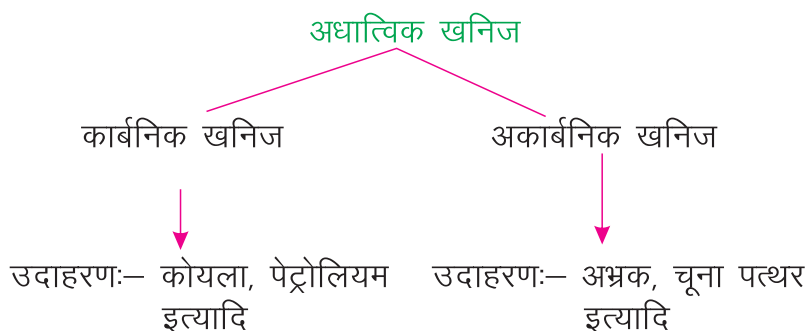 अधात्विक खनिज
कार्बनिक खनिज
अकार्बनिक खनिज
उदाहरणः– कोयला, पेट्रोलियम
इत्यादि
उदाहरणः– अभ्रक, चूना पत्थर
इत्यादि